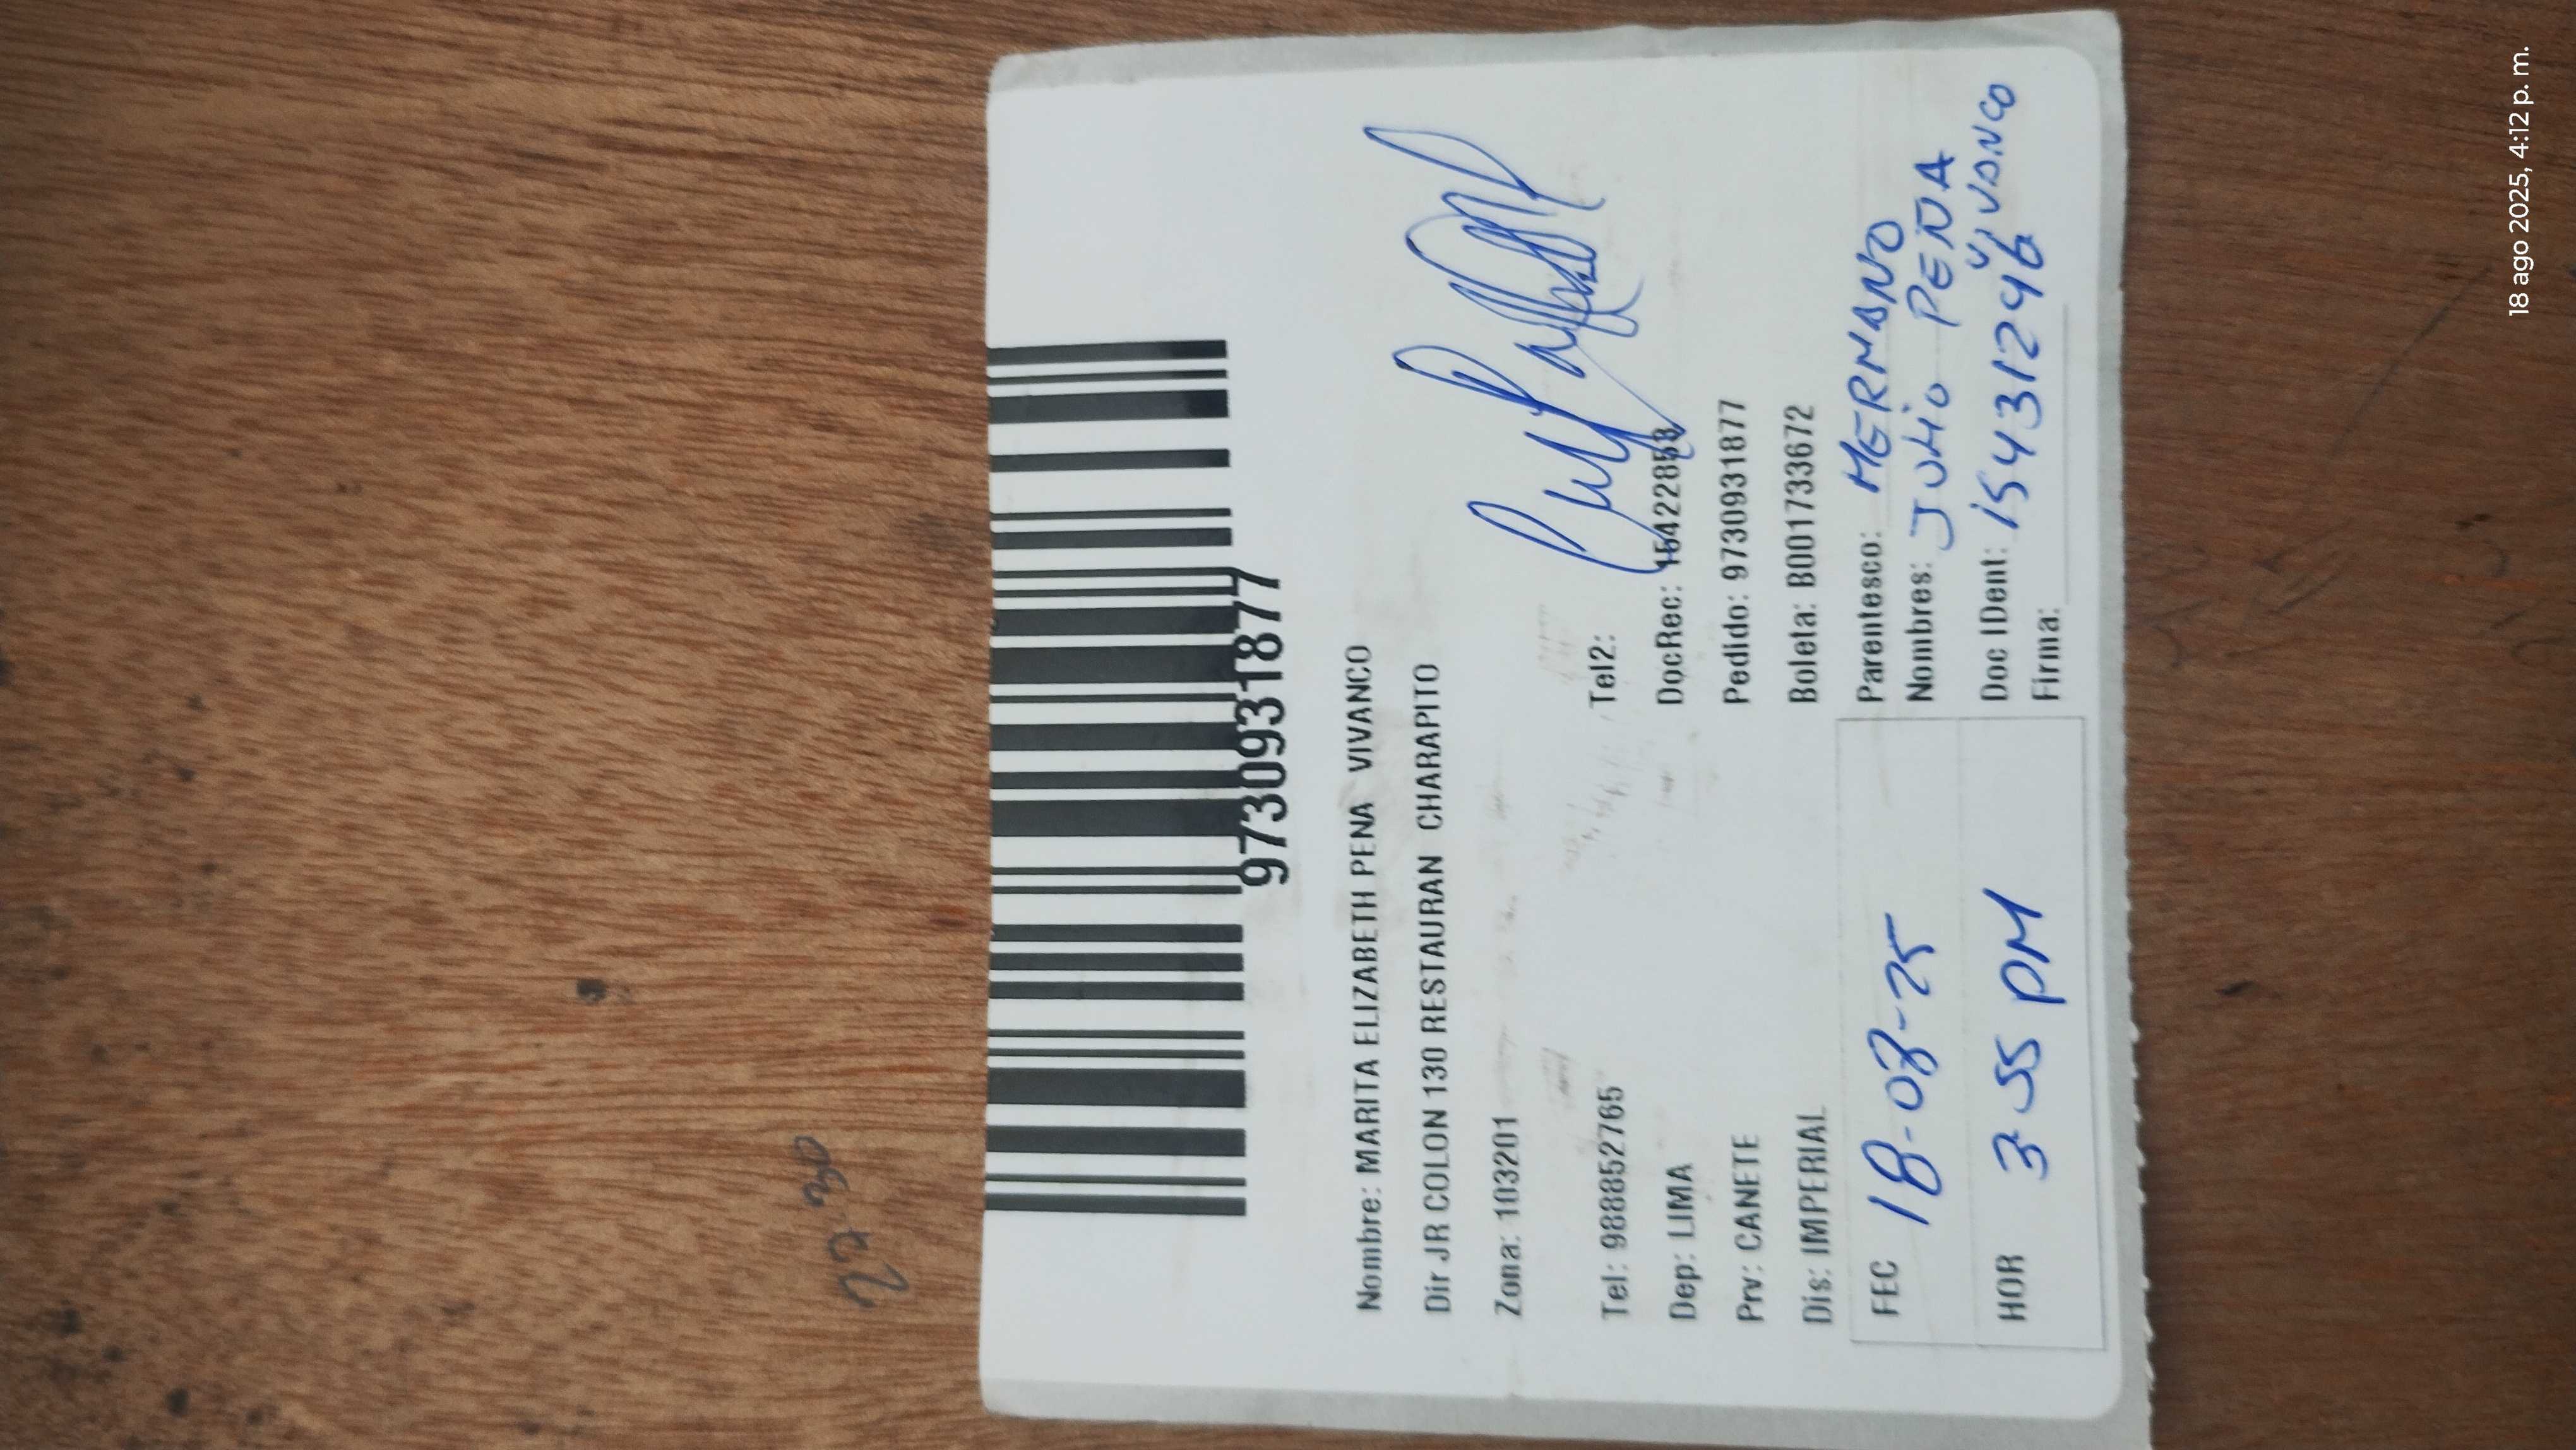 9730931877
Nombre: MARITA ELIZABETH PENA VIVANCO
Dir JR COLON 130 RESTAURAN CHARAPITO
Zona: 103201
Tel: 988852765 Tel2:
Dep: LIMA DocRec:
Prv: CANETE Pedido: 9730931877
Dis: IMPERIAL Boleta: B001733672
FEC 18-08-25
HOR 3 55 PM
Parentesco: HERMANO
Nombres: JULIO PEÑA
VIVANCO
Doc IDent: 15431246
Firma:
22 30
18 ago 2025, 4:12 p. m.